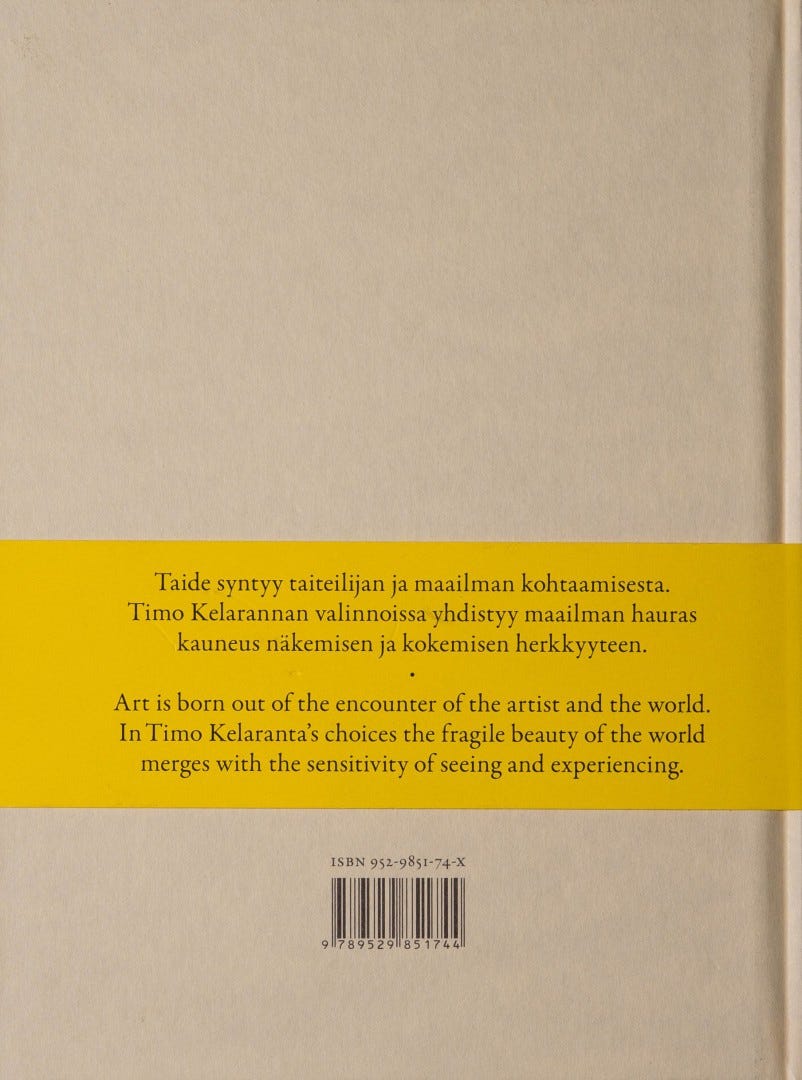 Taide syntyy taiteilijan ja maailman kohtaamisesta.
Timo Kelarannan valinnoissa yhdistyy maailman hauras
kauneus näkemisen ja kokemisen herkkyyteen.
•
Art is born out of the encounter of the artist and the world.
In Timo Kelaranta’s choices the fragile beauty of the world
merges with the sensitivity of seeing and experiencing.
ISBN 952-9851-74-X
9 789529 851744